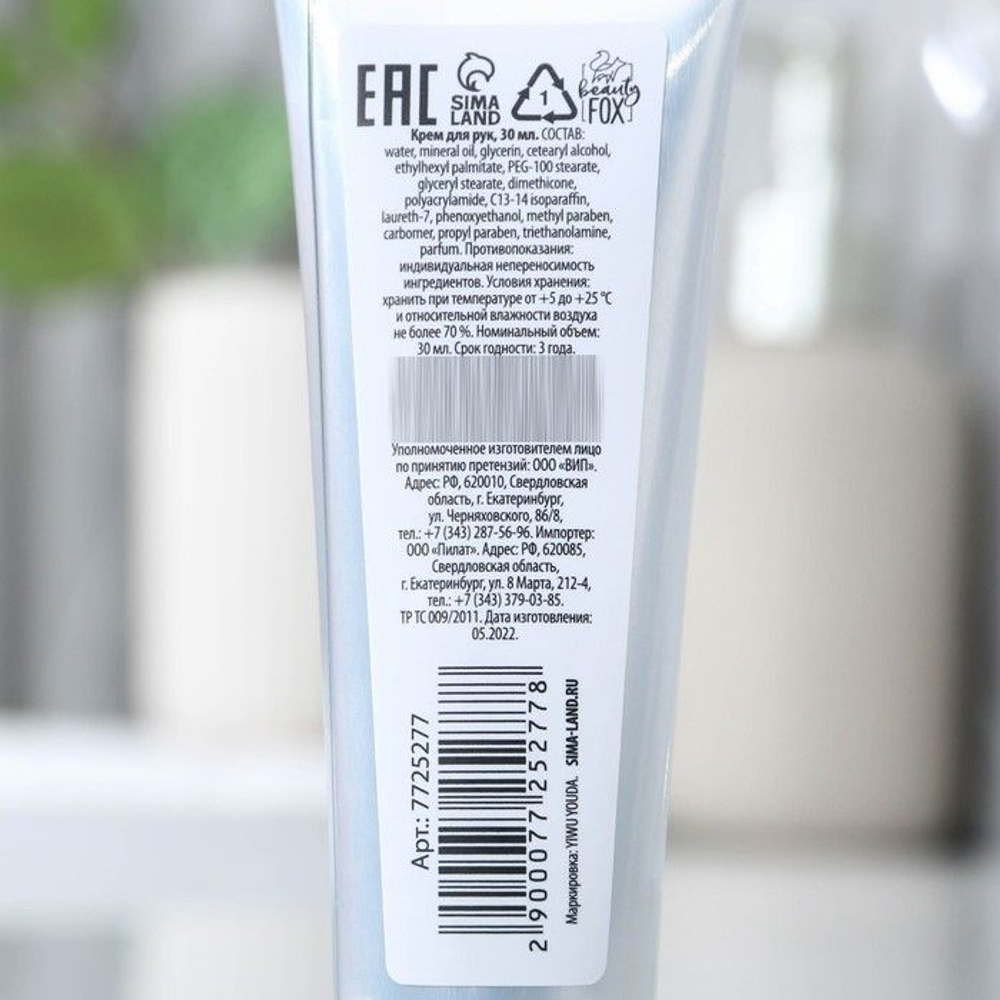 EAC
SIMA
LAND
1
beauty
FOX
Крем для рук, 30 мл. СОСТАВ:
water, mineral oil, glycerin, cetearyl alcohol,
ethylhexyl palmitate, PEG-100 stearate,
glyceryl stearate, dimethicone,
polyacrylamide, C13-14 isoparaffin,
laureth-7, phenoxyethanol, methyl paraben,
carbomer, propyl paraben, triethanolamine,
parfum. Противопоказания:
индивидуальная непереносимость
ингредиентов. Условия хранения:
хранить при температуре от +5 до +25 °С
и относительной влажности воздуха
не более 70 %. Номинальный объем:
30 мл. Срок годности: 3 года.
Уполномоченное изготовителем лицо
по принятию претензий: ООО «ВИП».
Адрес: РФ, 620010, Свердловская
область, г. Екатеринбург,
ул. Черняховского, 86/8,
тел.: +7 (343) 287-56-96. Импортер:
ООО «Пилат». Адрес: РФ, 620085,
Свердловская область,
г. Екатеринбург, ул. 8 Марта, 212-4,
тел.: +7 (343) 379-03-85.
ТР ТС 009/2011. Дата изготовления:
05.2022.
Арт.: 7725277
2 900077 252778
Маркировка: YIWU YOUDA. SIMA-LAND.RU